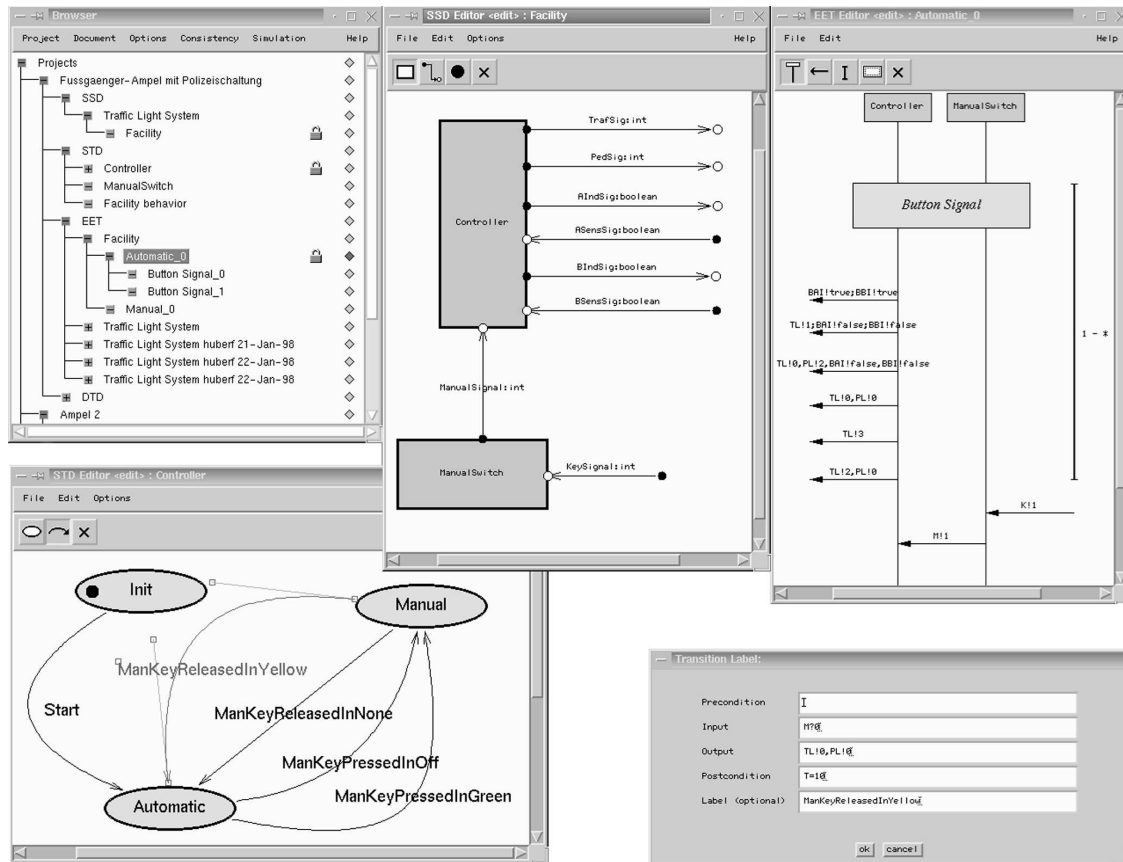 Browser
Project Document Options Consistency Simulation Help
Projects
Fussgaenger-Ampel mit Polizeischaltung
SSD
Traffic Light System
Facility
STD
Controller
ManualSwitch
Facility behavior
EET
Facility
Automatic_0
Button Signal_0
Button Signal_1
Manual_0
Traffic Light System
Traffic Light System huberf 21-Jan-98
Traffic Light System huberf 22-Jan-98
Traffic Light System huberf 22-Jan-98
DTD
Ampel 2
SSD Editor <edit> : Facility
File Edit Options Help
TrafSig:int
PedSig:int
AIndSig:boolean
Controller
ASensSig:boolean
BIndSig:boolean
BSensSig:boolean
ManualSignal:int
ManualSwitch
KeySignal:int
EET Editor <edit> : Automatic_0
File Edit Help
Controller ManualSwitch
Button Signal
BAI!true;BBI!true
TL!1;BAI!false;BBI!false
1 - *
TL!0,PL!2,BAI!false,BBI!false
TL!0,PL!0
TL!3
TL!2,PL!0
K!1
M!1
STD Editor <edit> : Controller
File Edit Options
Init
Manual
ManKeyReleasedInYellow
Start
ManKeyReleasedInNone
ManKeyPressedInOff
ManKeyPressedInGreen
Automatic
Transition Label:
Precondition
Input M?0
Output TL!0,PL!0
Postcondition T=10
Label (optional) ManKeyReleasedInYellow
ok cancel